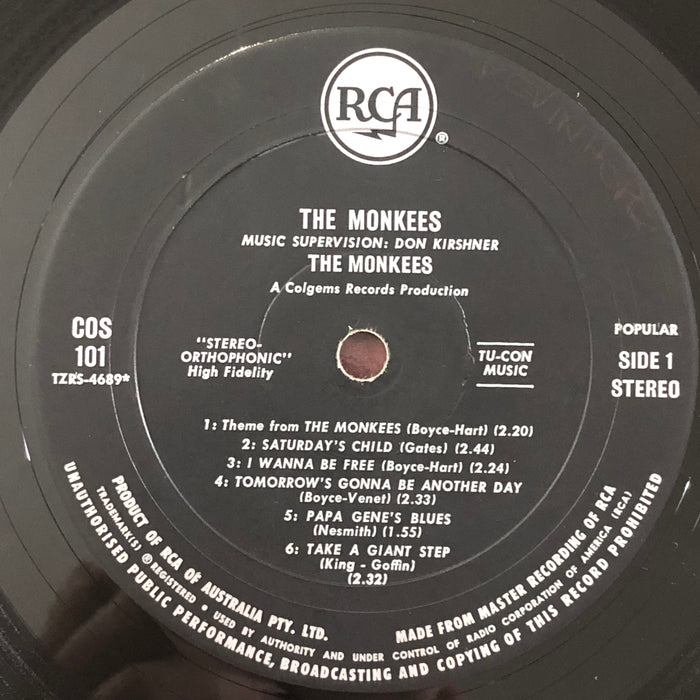 RCA
®
THE MONKEES
MUSIC SUPERVISION: DON KIRSHNER
THE MONKEES
A Colgems Records Production
COS
101
TZRS-4689*
"STEREO-
ORTHOPHONIC"
High Fidelity
TU-CON
MUSIC
POPULAR
SIDE 1
STEREO
1: Theme from THE MONKEES (Boyce-Hart) (2.20)
2: SATURDAY'S CHILD (Gates) (2.44)
3: I WANNA BE FREE (Boyce-Hart) (2.24)
4: TOMORROW'S GONNA BE ANOTHER DAY
(Boyce-Venet) (2.33)
5: PAPA GENE'S BLUES
(Nesmith) (1.55)
6: TAKE A GIANT STEP
(King - Goffin)
(2.32)
PRODUCT OF RCA OF AUSTRALIA PTY. LTD. MADE FROM MASTER RECORDING OF RCA
TRADEMARK(S) ® REGISTERED • USED BY AUTHORITY AND UNDER CONTROL OF RADIO CORPORATION OF AMERICA (RCA)
UNAUTHORISED PUBLIC PERFORMANCE, BROADCASTING AND COPYING OF THIS RECORD PROHIBITED